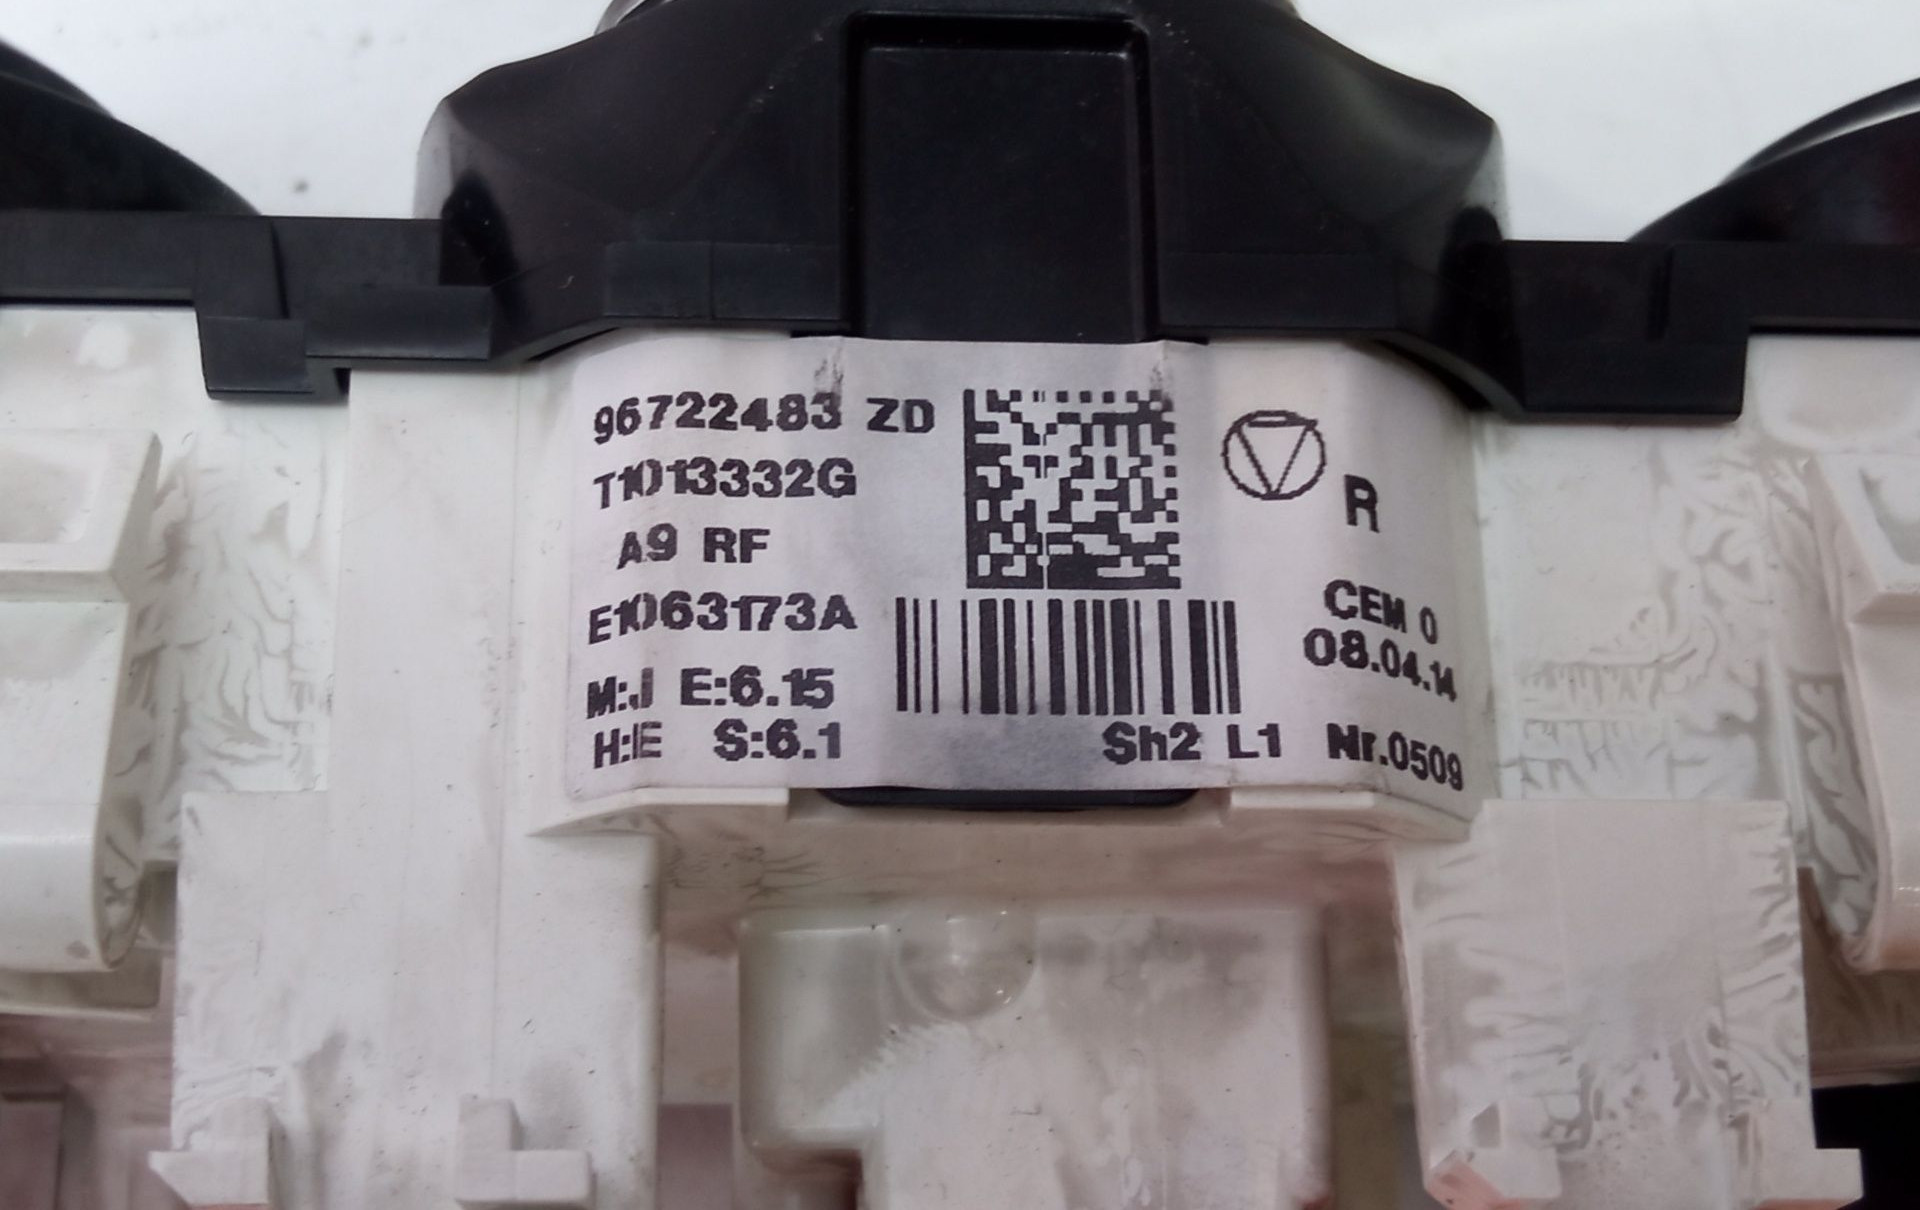 96722483 ZD
T1013332G
R
A9 RF
E1063173A
CEM 0
08.04.14
M:J E:6.15
H:IE S:6.1 Sh2 L1 Nr.0509